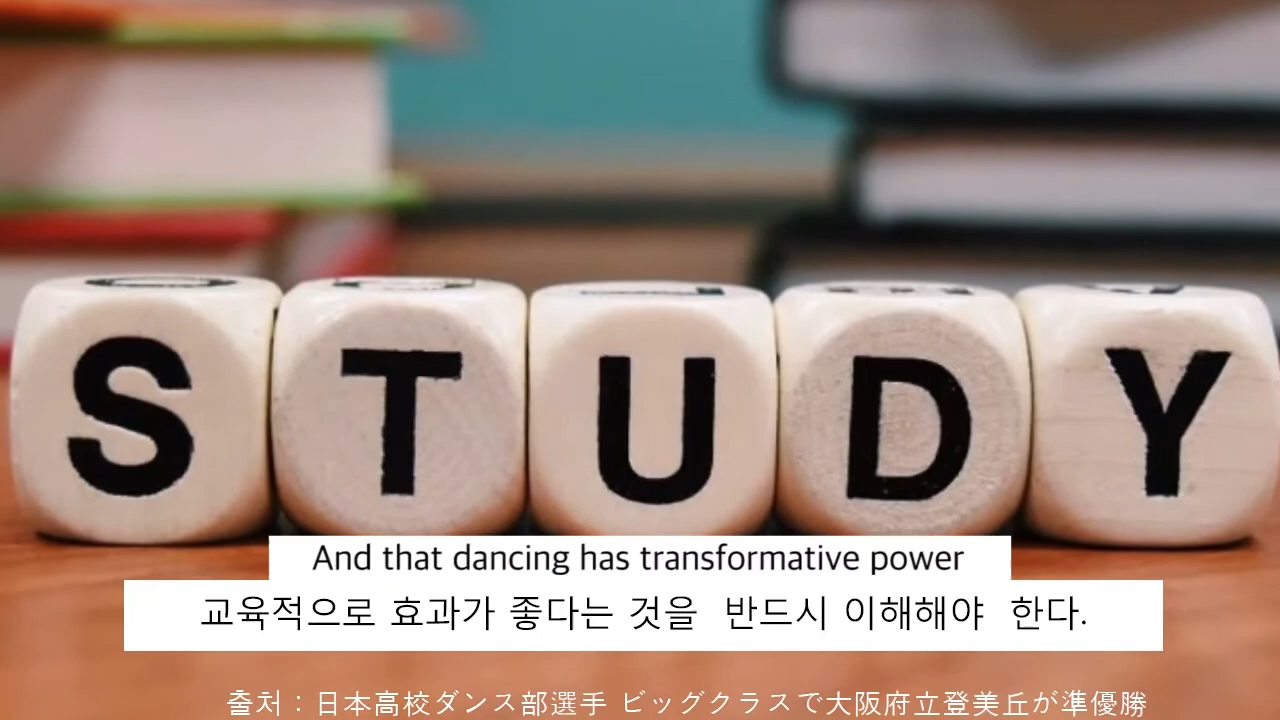 STUDY
And that dancing has transformative power
교육적으로 효과가 좋다는 것을 반드시 이해해야 한다.
출처 : 日本高校ダンス部選手 ビッグクラスで大阪府立登美丘が準優勝